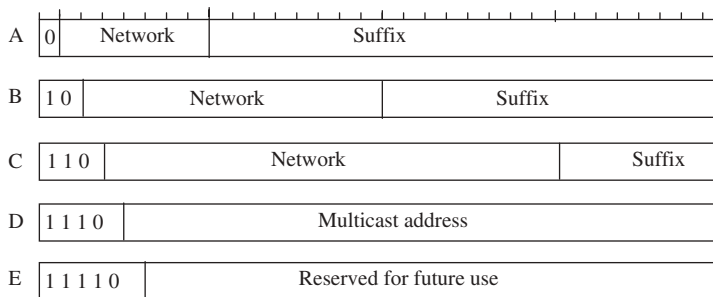 A 0 Network Suffix
B 1 0 Network Suffix
C 1 1 0 Network Suffix
D 1 1 1 0 Multicast address
E 1 1 1 1 0 Reserved for future use